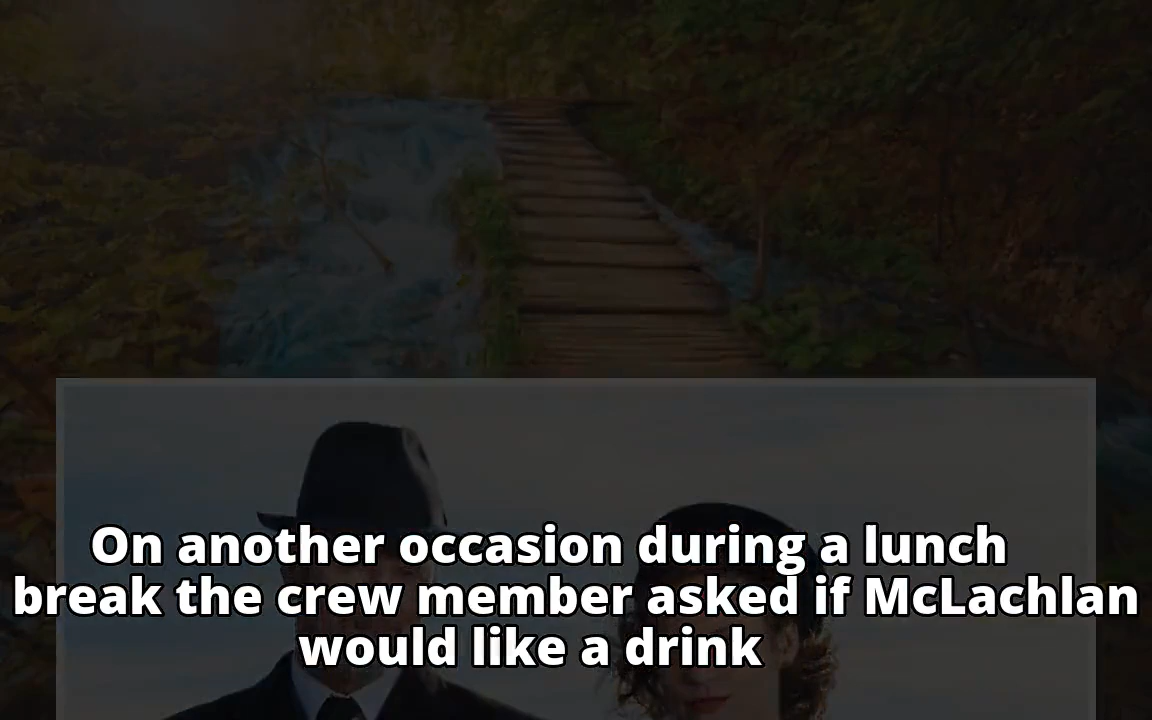 On another occasion during a lunch
break the crew member asked if McLachlan
would like a drink